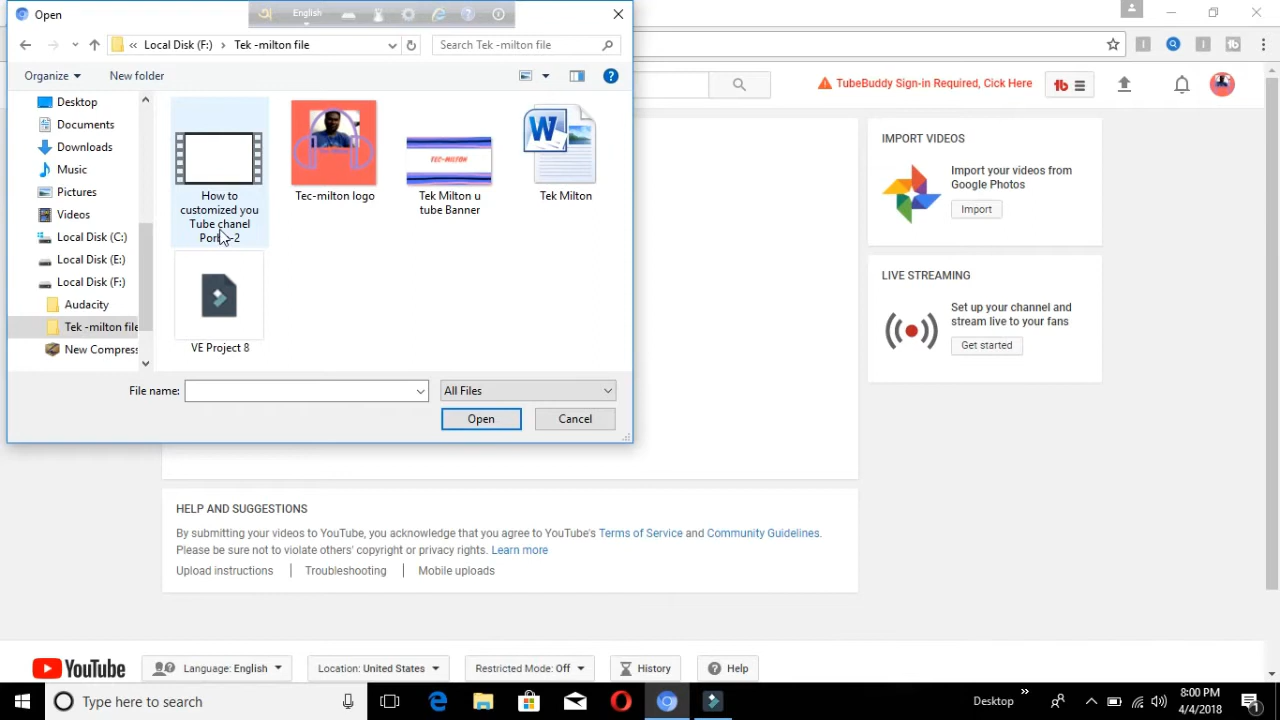 Open
অ English
« Local Disk (F:) › Tek -milton file
Search Tek -milton file
Organize
New folder
Desktop
Documents
Downloads
Music
Pictures
Videos
Local Disk (C:)
Local Disk (E:)
Local Disk (F:)
Audacity
Tek -milton file
New Compress
How to
customized you
Tube chanel
-2
Tec-milton logo
TEC-MILTON
Tek Milton u
tube Banner
W
Tek Milton
VE Project 8
File name:
All Files
Open
Cancel
TubeBuddy Sign-in Required, Click Here
tb
IMPORT VIDEOS
Import your videos from
Google Photos
Import
LIVE STREAMING
Set up your channel and
stream live to your fans
Get started
HELP AND SUGGESTIONS
By submitting your videos to YouTube, you acknowledge that you agree to YouTube's Terms of Service and Community Guidelines.
Please be sure not to violate others' copyright or privacy rights. Learn more
Upload instructions | Troubleshooting | Mobile uploads
YouTube
Language: English
Location: United States
Restricted Mode: Off
History
Help
Type here to search
Desktop
8:00 PM
4/4/2018
1